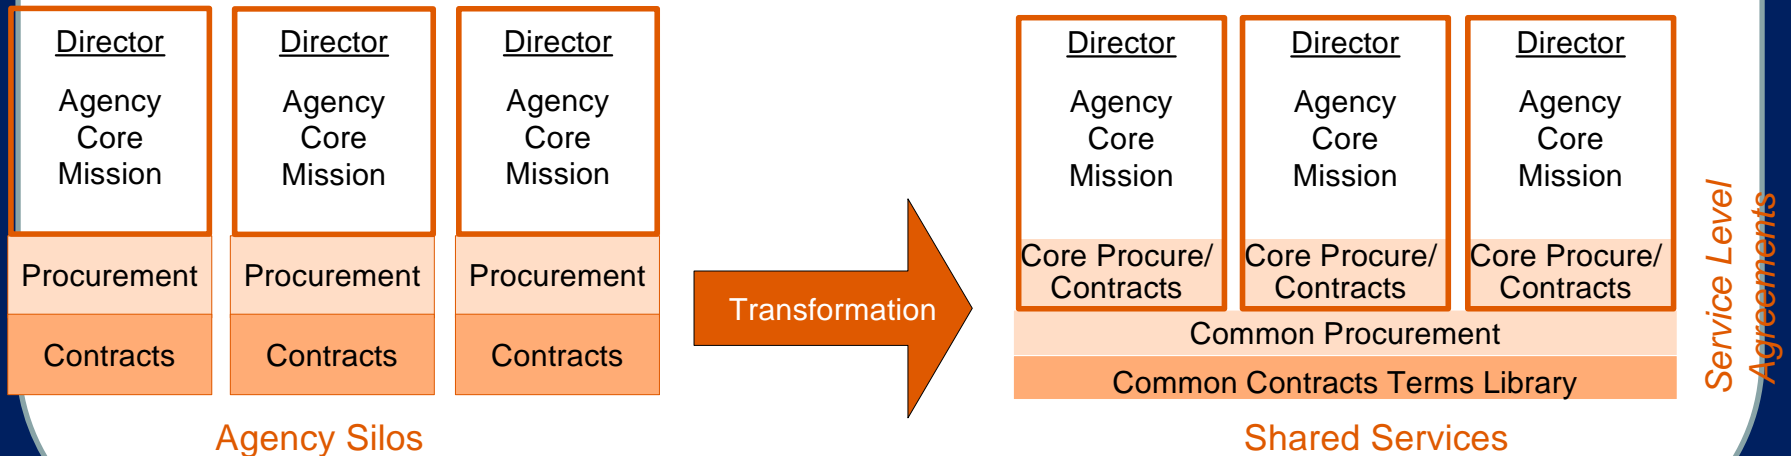 Director
Agency
Core
Mission
Procurement
Contracts
Director
Agency
Core
Mission
Procurement
Contracts
Director
Agency
Core
Mission
Procurement
Contracts
Agency Silos
Transformation
Director
Agency
Core
Mission
Core Procure/
Contracts
Director
Agency
Core
Mission
Core Procure/
Contracts
Director
Agency
Core
Mission
Core Procure/
Contracts
Common Procurement
Common Contracts Terms Library
Shared Services
Service Level
Agreements